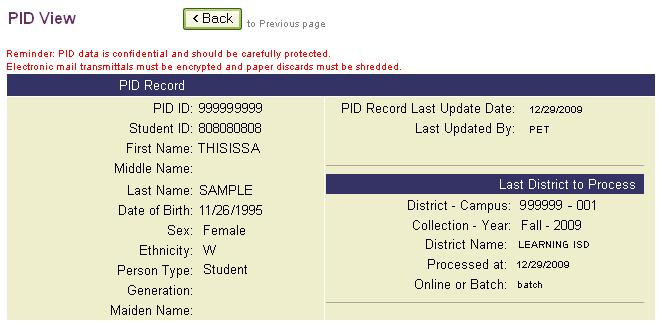 PID View
< Back to Previous page
Reminder: PID data is confidential and should be carefully protected.
Electronic mail transmittals must be encrypted and paper discards must be shredded.
PID Record
PID ID: 999999999
Student ID: 808080808
First Name: THISISSA
Middle Name:
Last Name: SAMPLE
Date of Birth: 11/26/1995
Sex: Female
Ethnicity: W
Person Type: Student
Generation:
Maiden Name:
PID Record Last Update Date: 12/29/2009
Last Updated By: PET
Last District to Process
District - Campus: 999999 - 001
Collection - Year: Fall - 2009
District Name: LEARNING ISD
Processed at: 12/29/2009
Online or Batch: batch